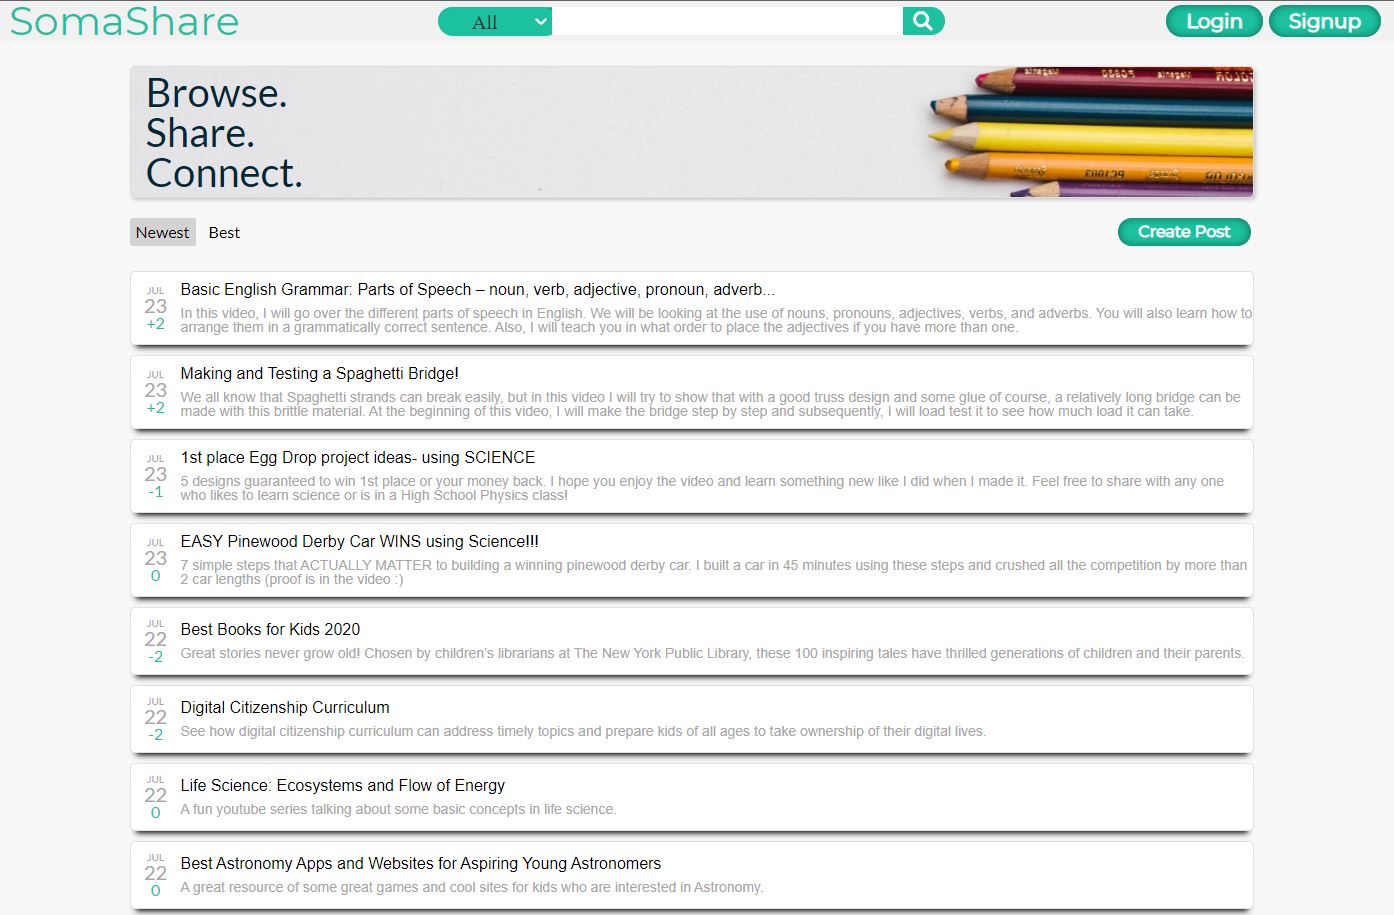 SomaShare
All
Login
Signup
Browse.
Share.
Connect.
PC1003
Newest
Best
Create Post
JUL
23
+2
Basic English Grammar: Parts of Speech – noun, verb, adjective, pronoun, adverb...
In this video, I will go over the different parts of speech in English. We will be looking at the use of nouns, pronouns, adjectives, verbs, and adverbs. You will also learn how to
arrange them in a grammatically correct sentence. Also, I will teach you in what order to place the adjectives if you have more than one.
JUL
23
+2
Making and Testing a Spaghetti Bridge!
We all know that Spaghetti strands can break easily, but in this video I will try to show that with a good truss design and some glue of course, a relatively long bridge can be
made with this brittle material. At the beginning of this video, I will make the bridge step by step and subsequently, I will load test it to see how much load it can take.
JUL
23
-1
1st place Egg Drop project ideas- using SCIENCE
5 designs guaranteed to win 1st place or your money back. I hope you enjoy the video and learn something new like I did when I made it. Feel free to share with any one
who likes to learn science or is in a High School Physics class!
JUL
23
0
EASY Pinewood Derby Car WINS using Science!!!
7 simple steps that ACTUALLY MATTER to building a winning pinewood derby car. I built a car in 45 minutes using these steps and crushed all the competition by more than
2 car lengths (proof is in the video :)
JUL
22
-2
Best Books for Kids 2020
Great stories never grow old! Chosen by children’s librarians at The New York Public Library, these 100 inspiring tales have thrilled generations of children and their parents.
JUL
22
-2
Digital Citizenship Curriculum
See how digital citizenship curriculum can address timely topics and prepare kids of all ages to take ownership of their digital lives.
JUL
22
0
Life Science: Ecosystems and Flow of Energy
A fun youtube series talking about some basic concepts in life science.
JUL
22
0
Best Astronomy Apps and Websites for Aspiring Young Astronomers
A great resource of some great games and cool sites for kids who are interested in Astronomy.